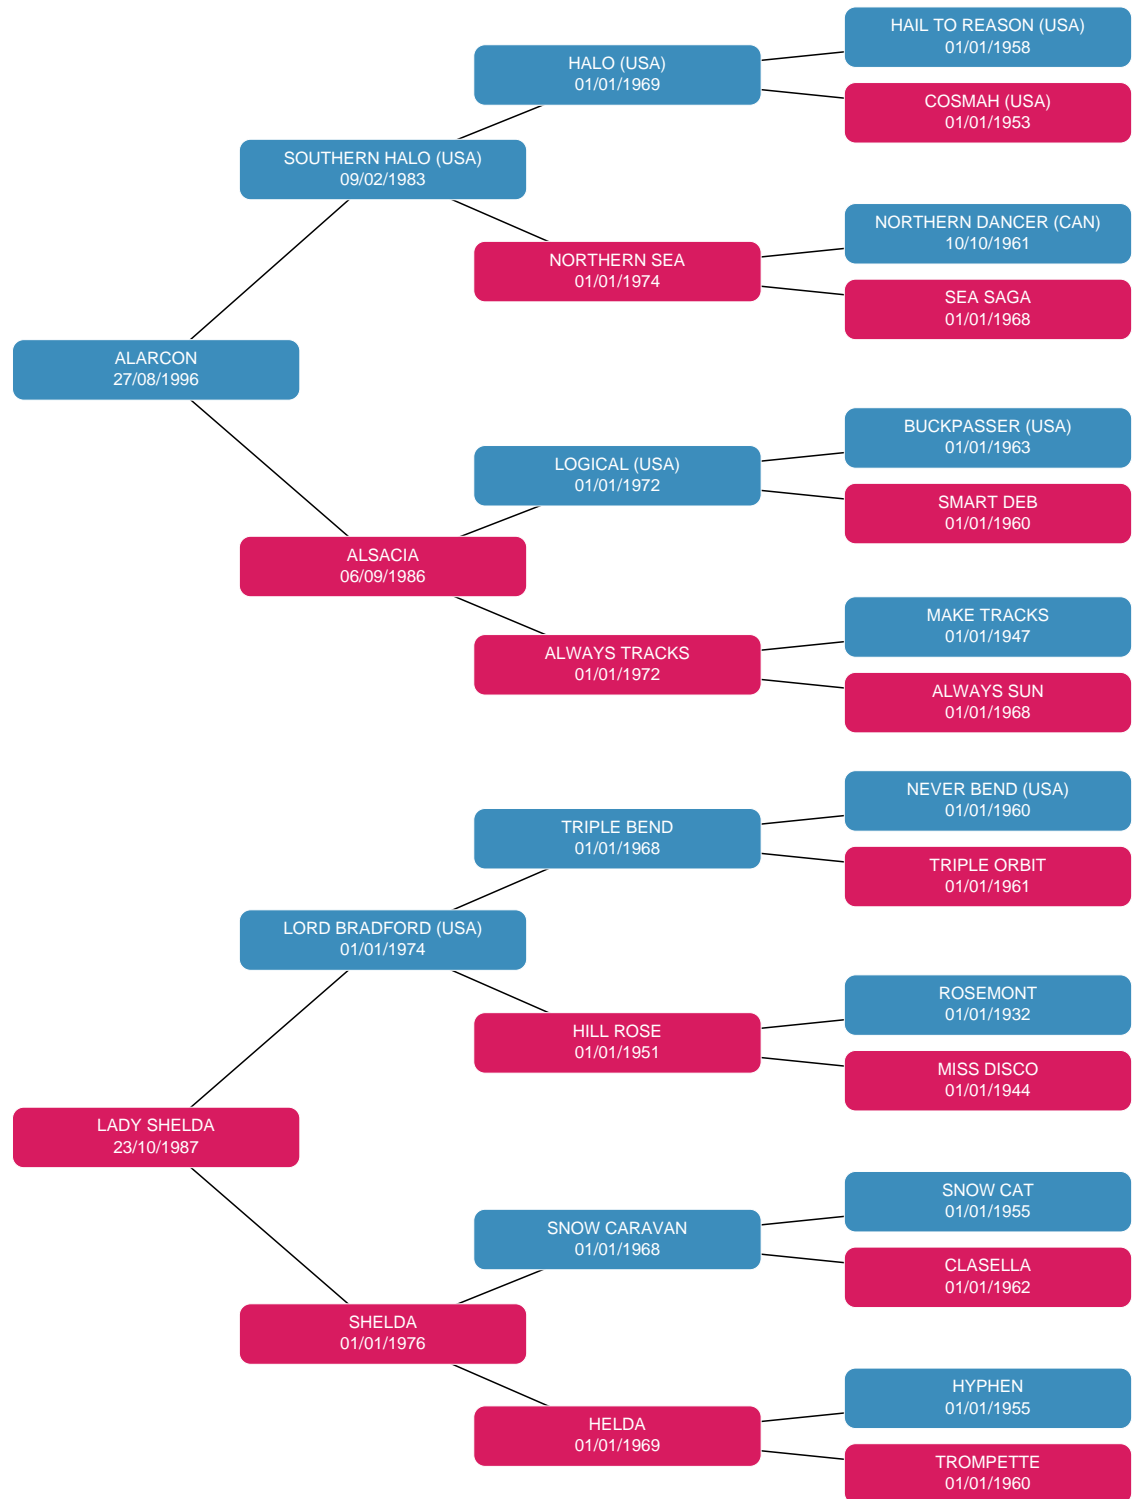 HAIL TO REASON (USA)
01/01/1958
HALO (USA)
01/01/1969
COSMAH (USA)
01/01/1953
SOUTHERN HALO (USA)
09/02/1983
NORTHERN DANCER (CAN)
10/10/1961
NORTHERN SEA
01/01/1974
SEA SAGA
01/01/1968
ALARCON
27/08/1996
BUCKPASSER (USA)
01/01/1963
LOGICAL (USA)
01/01/1972
SMART DEB
01/01/1960
ALSACIA
06/09/1986
MAKE TRACKS
01/01/1947
ALWAYS TRACKS
01/01/1972
ALWAYS SUN
01/01/1968
NEVER BEND (USA)
01/01/1960
TRIPLE BEND
01/01/1968
TRIPLE ORBIT
01/01/1961
LORD BRADFORD (USA)
01/01/1974
ROSEMONT
01/01/1932
HILL ROSE
01/01/1951
MISS DISCO
01/01/1944
LADY SHELDA
23/10/1987
SNOW CAT
01/01/1955
SNOW CARAVAN
01/01/1968
CLASELLA
01/01/1962
SHELDA
01/01/1976
HYPHEN
01/01/1955
HELDA
01/01/1969
TROMPETTE
01/01/1960